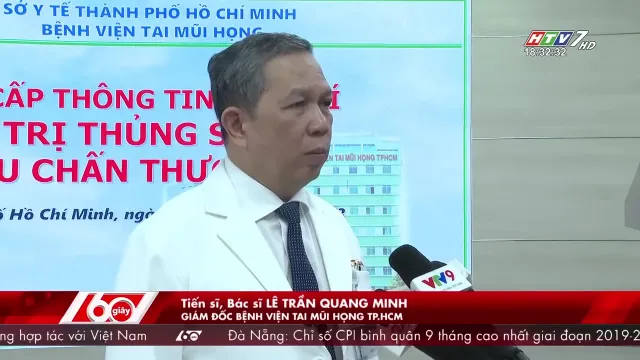 SỞ Y TẾ THÀNH PHỐ HỒ CHÍ MINH
BỆNH VIỆN TAI MŨI HỌNG
HTV7 HD
18:32:32
CẤP THÔNG TIN
TRỊ THỦNG
CHẤN THƯ
BỆNH VIỆN TAI MŨI HỌNG TPHCM
Hồ Chí Minh, ngày
VTV9
60 giây
Tiến sĩ, Bác sĩ LÊ TRẦN QUANG MINH
GIÁM ĐỐC BỆNH VIỆN TAI MŨI HỌNG TP.HCM
ng hợp tác với Việt Nam
Đà Nẵng: Chỉ số CPI bình quân 9 tháng cao nhất giai đoạn 2019-2